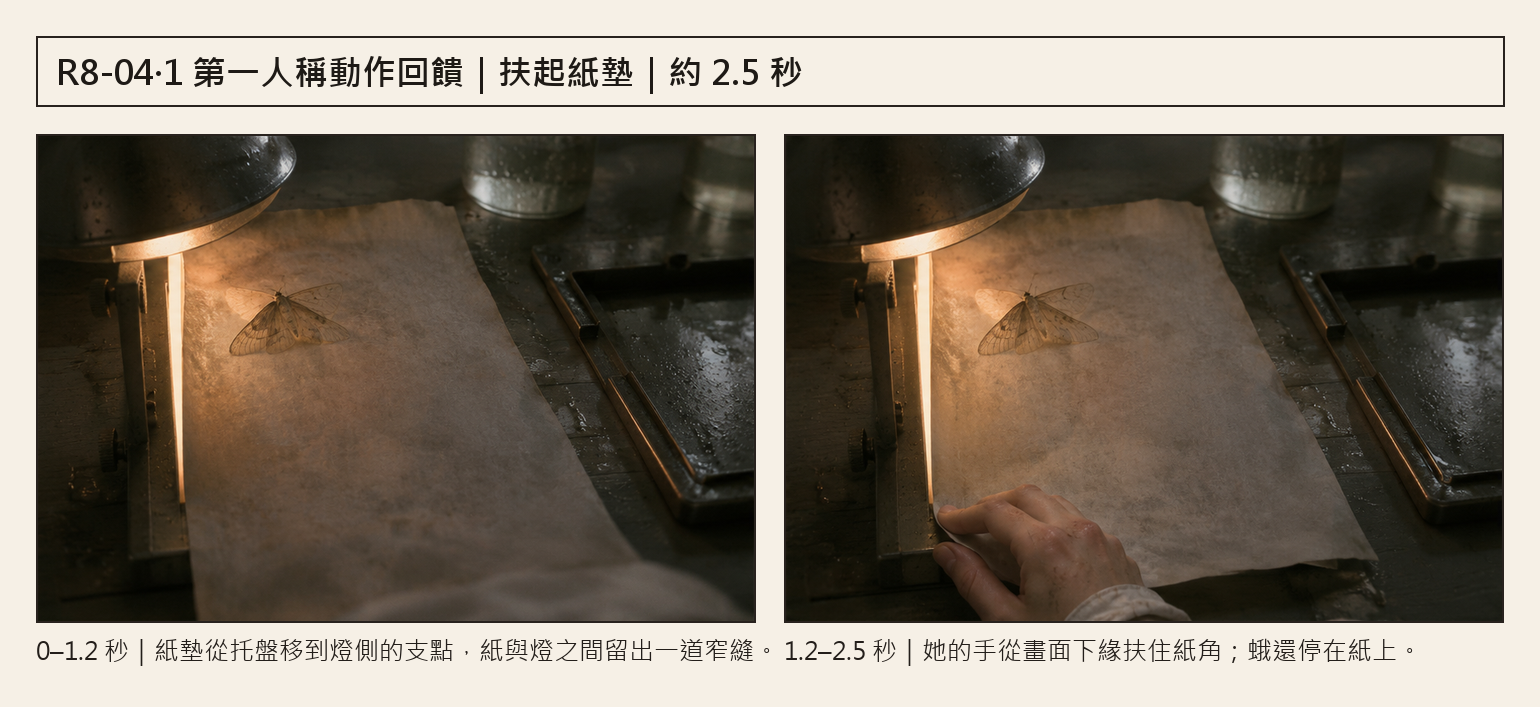 R8-04·1 第一人稱動作回饋｜扶起紙墊｜約 2.5 秒
0–1.2 秒｜紙墊從托盤移到燈側的支點，紙與燈之間留出一道窄縫。
1.2–2.5 秒｜她的手從畫面下緣扶住紙角；蛾還停在紙上。